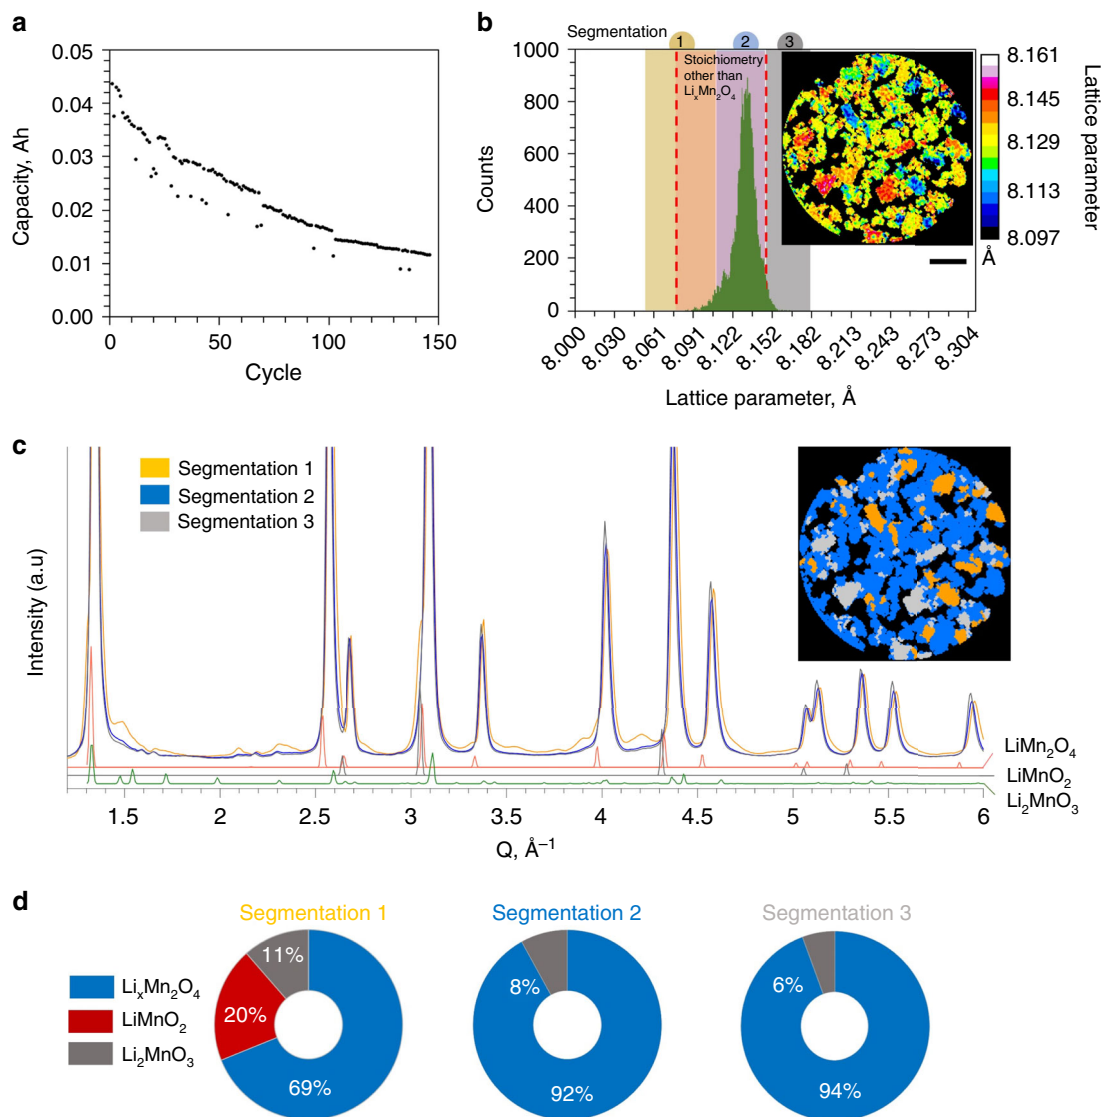 a
0.05
0.04
0.03
0.02
0.01
0.00
Capacity, Ah
0
50
100
150
Cycle
b
Segmentation
1
2
3
Stoichiometry
other than
LiₓMn₂O₄
1000
800
600
400
200
0
Counts
8.000
8.030
8.061
8.091
8.122
8.152
8.182
8.213
8.243
8.273
8.304
Lattice parameter, Å
8.161
8.145
8.129
8.113
8.097
Å
Lattice parameter
c
Segmentation 1
Segmentation 2
Segmentation 3
Intensity (a.u)
LiMn₂O₄
LiMnO₂
Li₂MnO₃
1.5
2
2.5
3
3.5
4
4.5
5
5.5
6
Q, Å⁻¹
d
Segmentation 1
Segmentation 2
Segmentation 3
LiₓMn₂O₄
LiMnO₂
Li₂MnO₃
11%
20%
69%
8%
92%
6%
94%